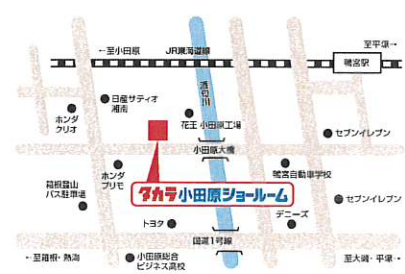 ←至小田原
JR東海道線
至平塚→
鴨宮駅
酒匂川
日産サティオ
湘南
ホンダ
クリオ
花王 小田原工場
セブンイレブン
小田原大橋
ホンダ
プリモ
鴨宮自動車学校
箱根登山
バス駐車場
タカラ小田原ショールーム
セブンイレブン
トヨタ
デニーズ
国道1号線
←至箱根・熱海
小田原総合
ビジネス高校
至大磯・平塚→